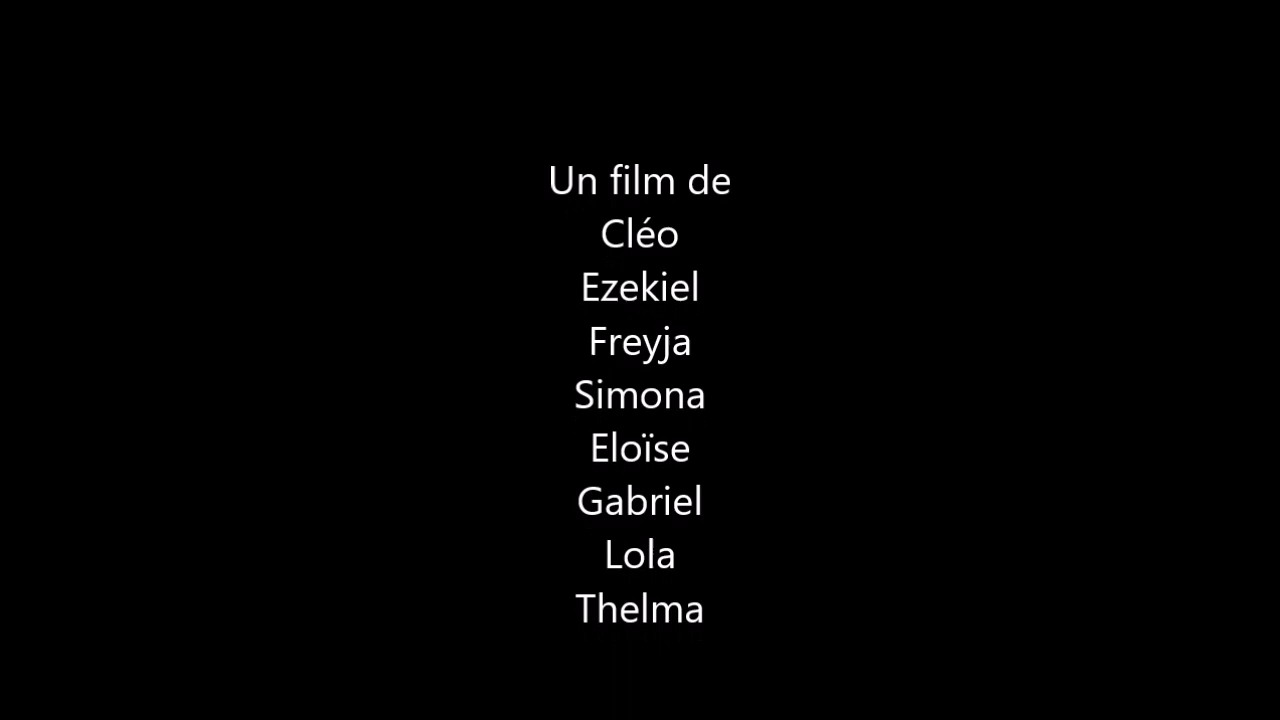 Un film de
Cléo
Ezekiel
Freyja
Simona
Eloïse
Gabriel
Lola
Thelma